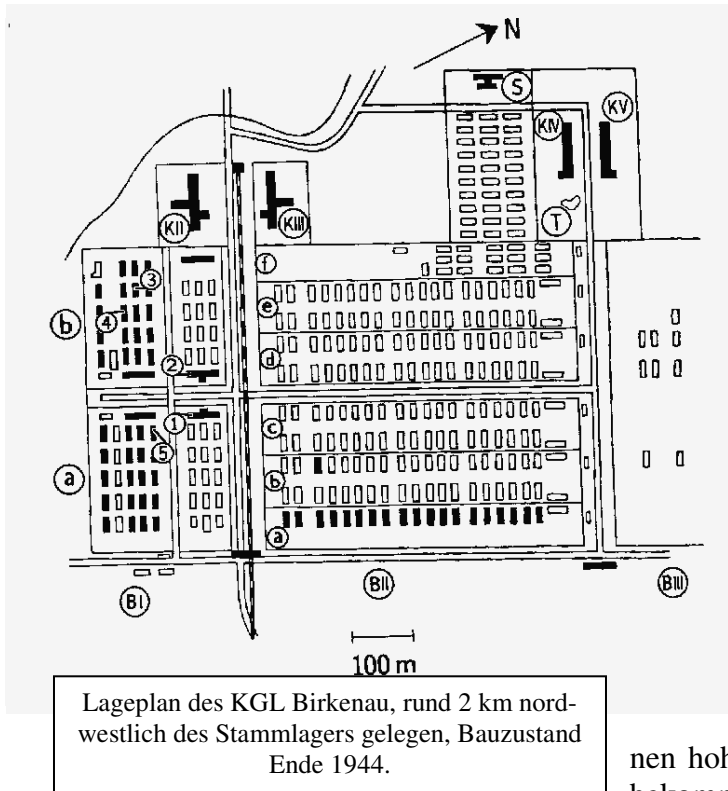 N
S
KIV
KV
KII
KIII
T
f
3
b
4
e
2
d
1
c
a
5
b
a
BI
BII
BIII
100 m
Lageplan des KGL Birkenau, rund 2 km nord-
westlich des Stammlagers gelegen, Bauzustand
Ende 1944.
nen hoh